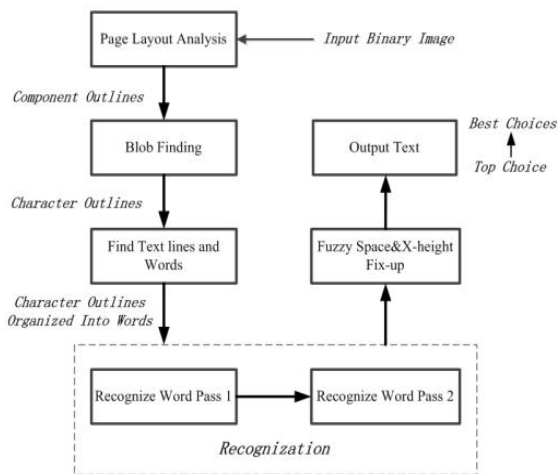 Page Layout Analysis
Input Binary Image
Component Outlines
Blob Finding
Character Outlines
Find Text lines and
Words
Character Outlines
Organized Into Words
Recognize Word Pass 1
Recognize Word Pass 2
Recognization
Fuzzy Space&X-height
Fix-up
Output Text
Best Choices
Top Choice